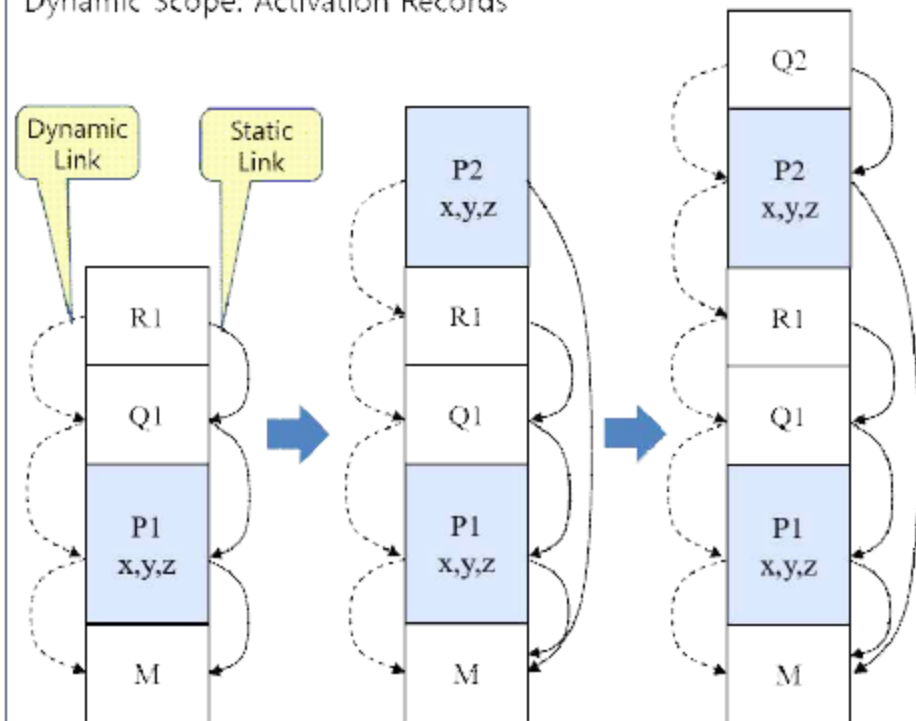 Dynamic Scope: Activation Records
Dynamic
Link
Static
Link
R1
Q1
P1
x,y,z
M
P2
x,y,z
R1
Q1
P1
x,y,z
M
Q2
P2
x,y,z
R1
Q1
P1
x,y,z
M